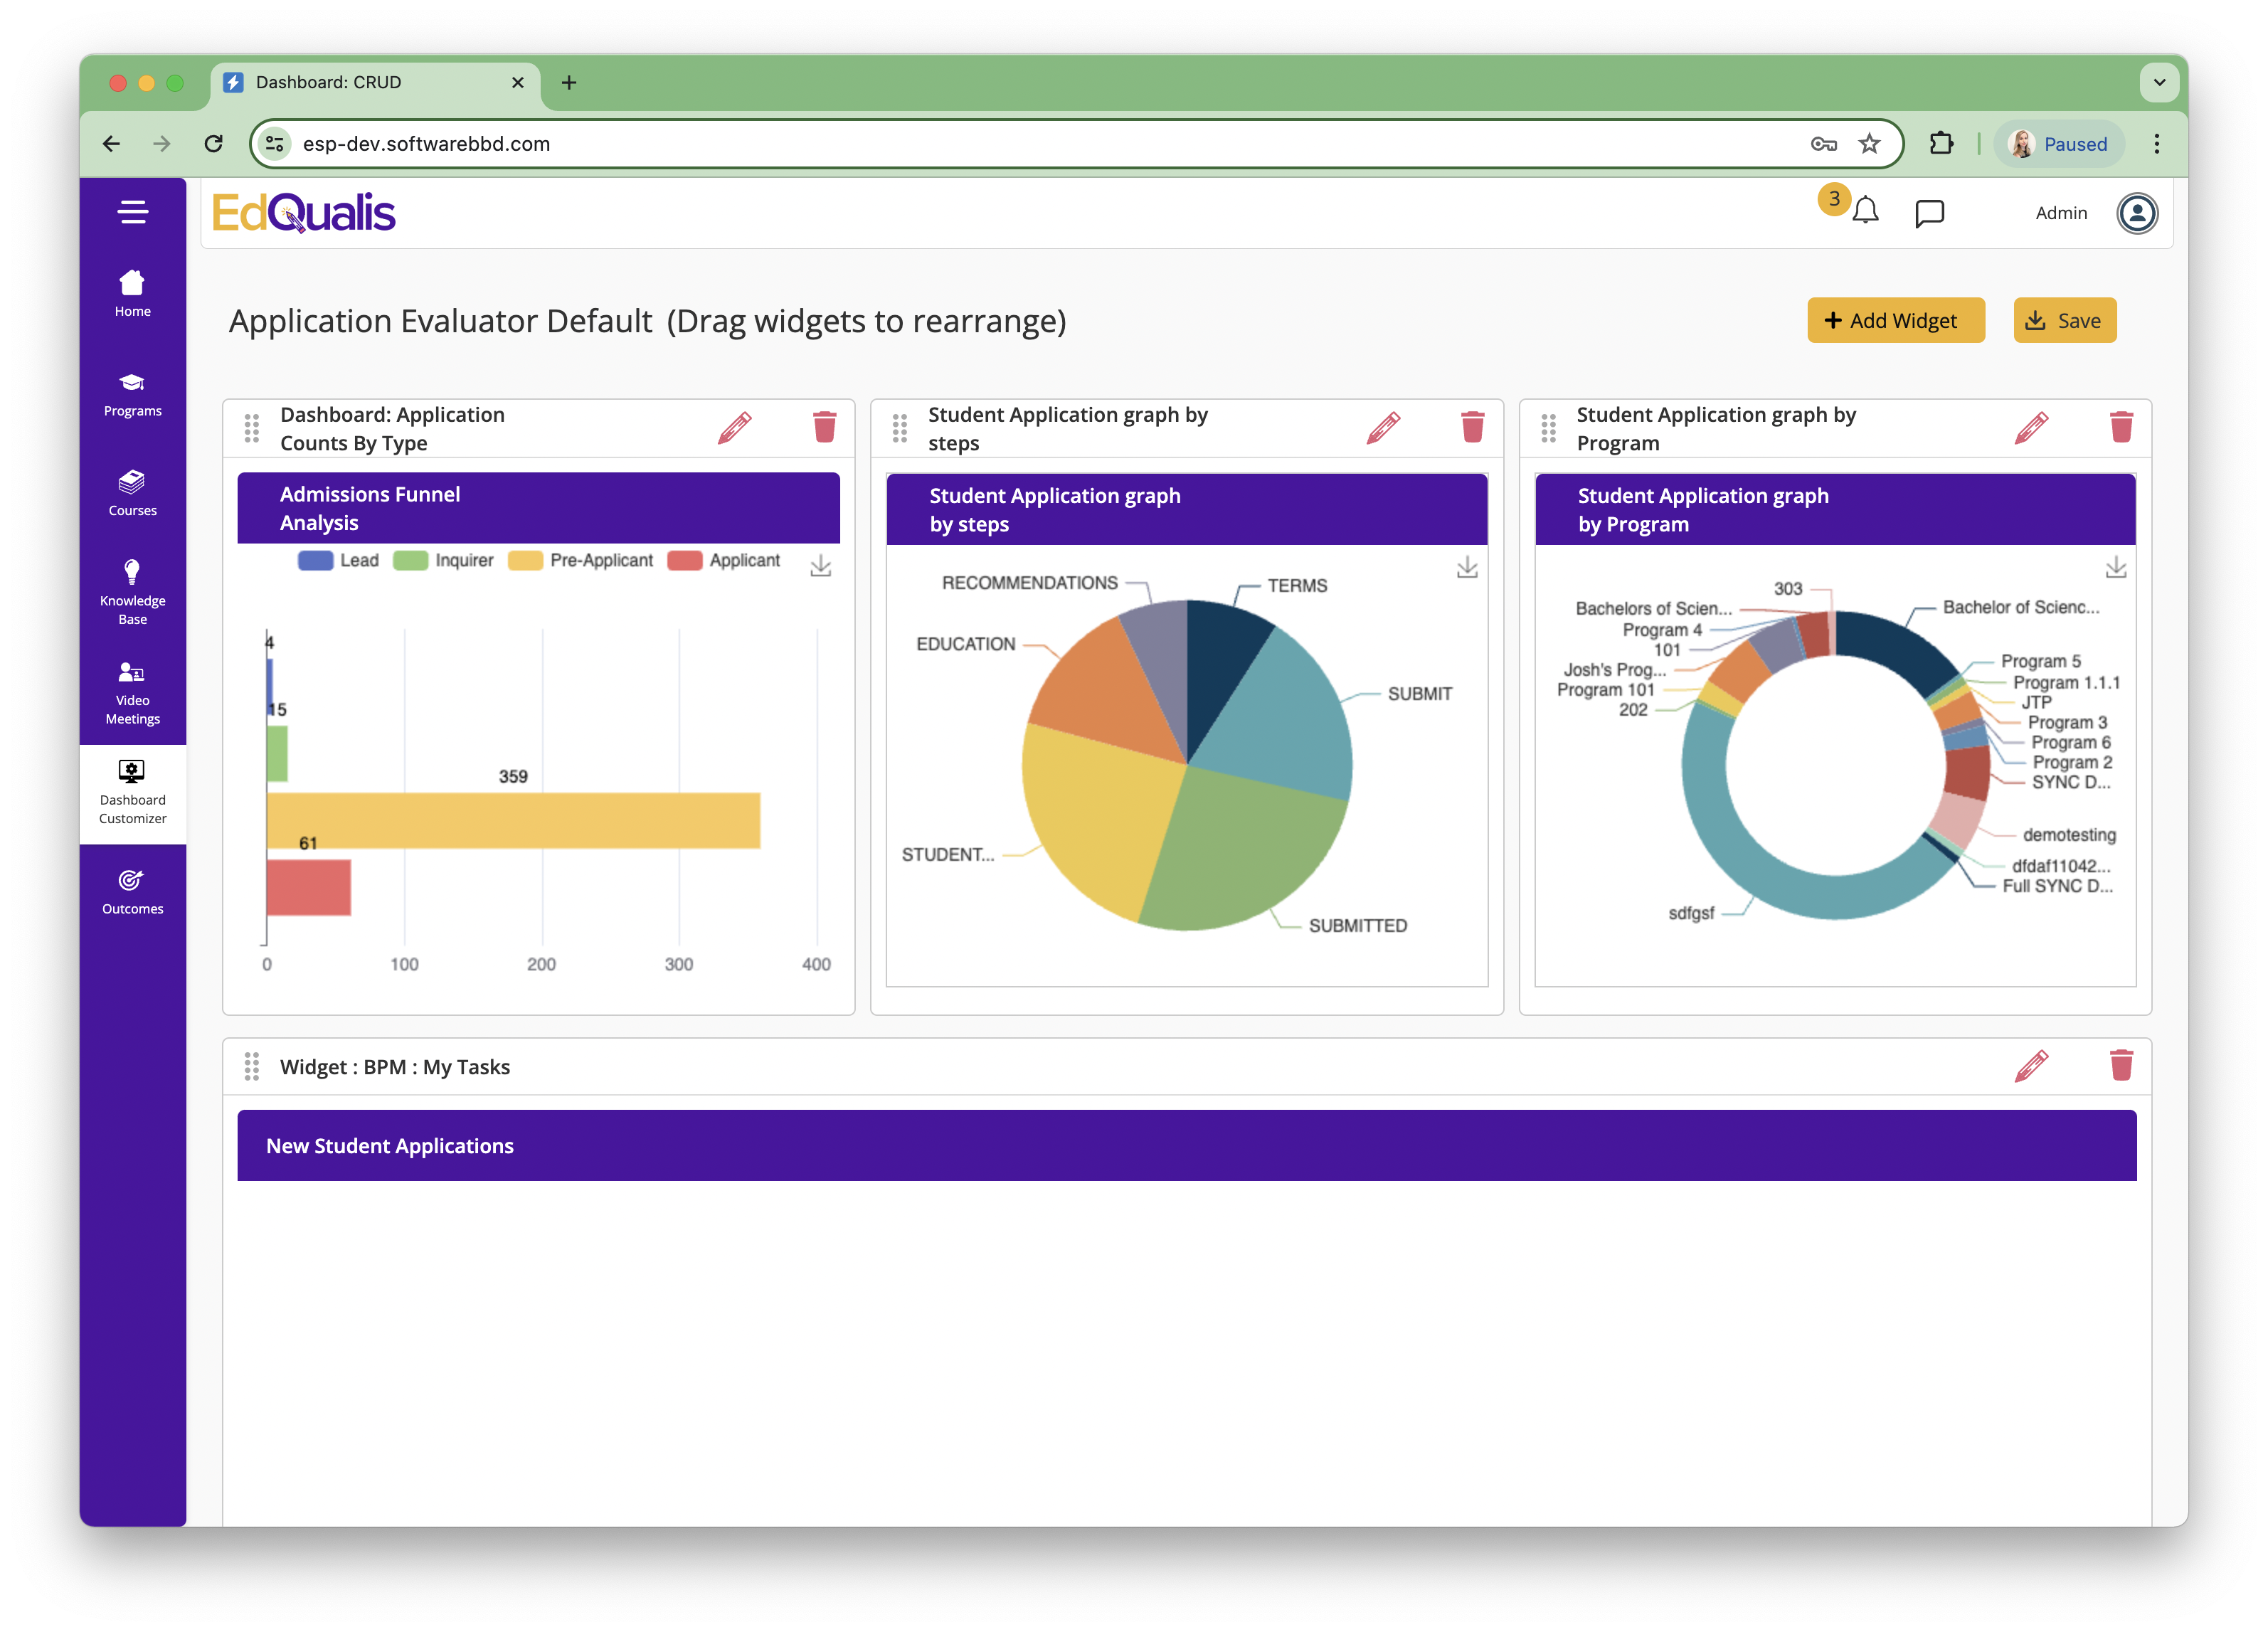 Dashboard: CRUD
esp-dev.softwarebbd.com
Paused
EdQualis
3
Admin
Home
Programs
Courses
Knowledge
Base
Video
Meetings
Dashboard
Customizer
Outcomes
Application Evaluator Default (Drag widgets to rearrange)
+ Add Widget
Save
Dashboard: Application
Counts By Type
Admissions Funnel
Analysis
Lead
Inquirer
Pre-Applicant
Applicant
4
15
359
61
0
100
200
300
400
Student Application graph by
steps
Student Application graph
by steps
RECOMMENDATIONS
TERMS
EDUCATION
SUBMIT
STUDENT...
SUBMITTED
Student Application graph by
Program
Student Application graph
by Program
303
Bachelors of Scien...
Bachelor of Scienc...
Program 4
101
Program 5
Josh's Prog...
Program 1.1.1
Program 101
JTP
202
Program 3
Program 6
Program 2
SYNC D...
demotesting
dfdaf11042...
Full SYNC D...
sdfgsf
Widget : BPM : My Tasks
New Student Applications